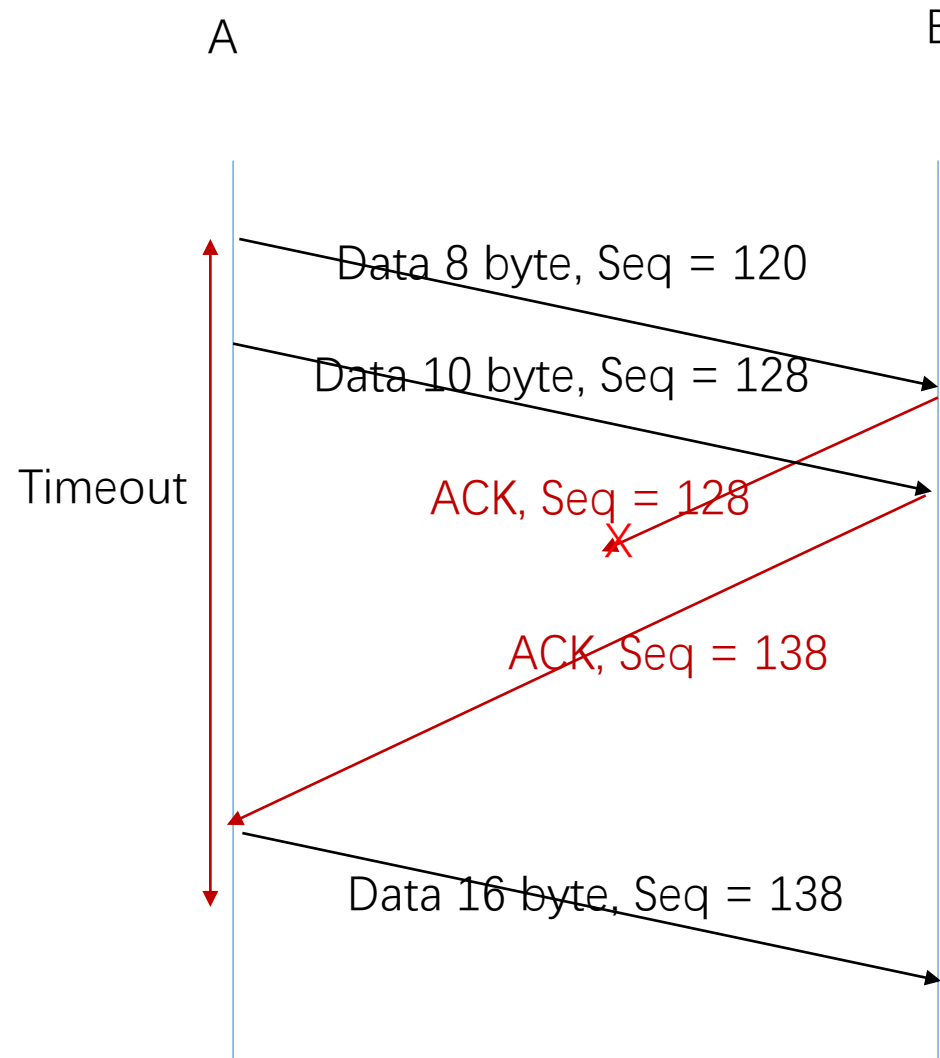 A
B
Data 8 byte, Seq = 120
Data 10 byte, Seq = 128
Timeout
ACK, Seq = 128
X
ACK, Seq = 138
Data 16 byte, Seq = 138